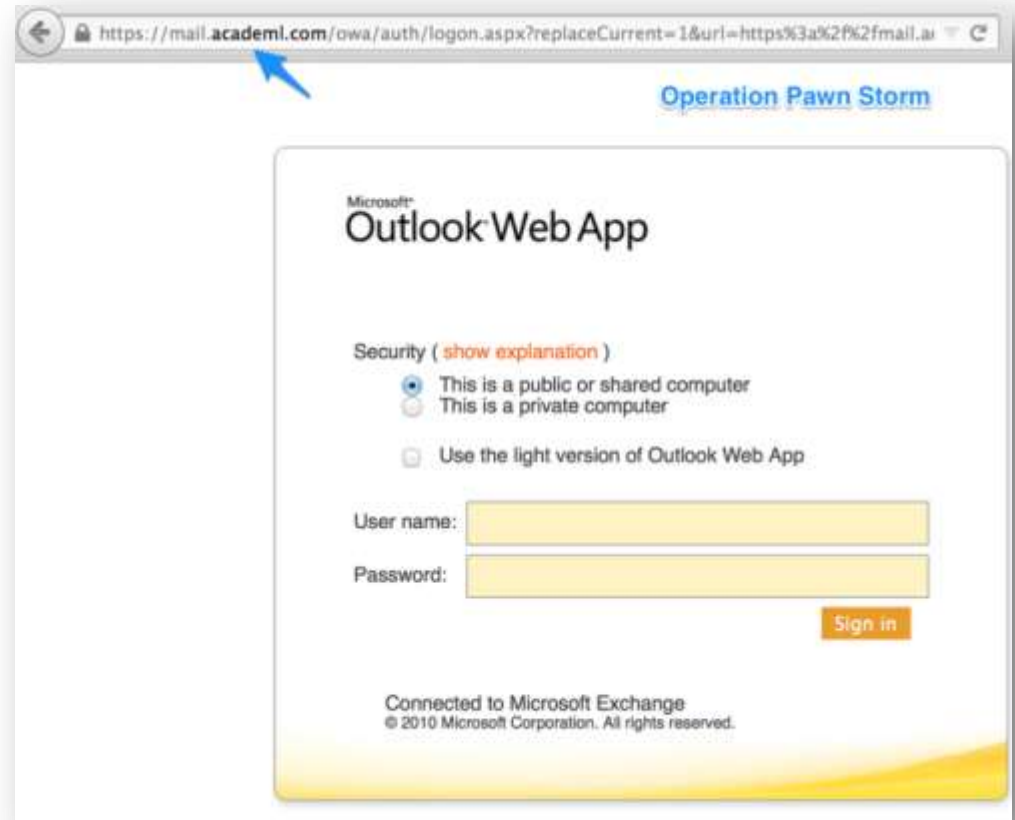 https://mail.academl.com/owa/auth/logon.aspx?replaceCurrent=1&url=https%3a%2f%2fmail.a
Operation Pawn Storm
Microsoft
Outlook Web App
Security ( show explanation )
This is a public or shared computer
This is a private computer
Use the light version of Outlook Web App
User name:
Password:
Sign in
Connected to Microsoft Exchange
© 2010 Microsoft Corporation. All rights reserved.